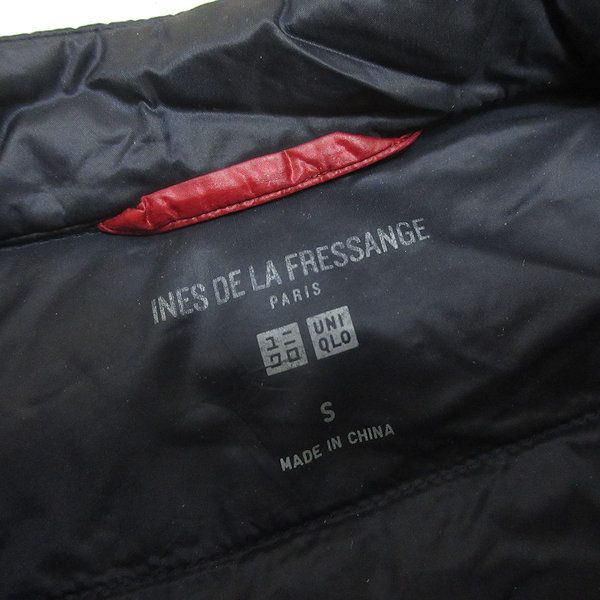 INES DE LA FRESSANGE
PARIS
ユニ UNI
クロ QLO
S
MADE IN CHINA